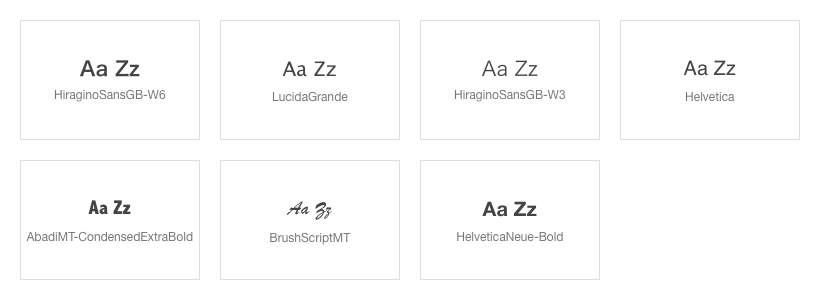 Aa Zz
HiraginoSansGB-W6
Aa Zz
LucidaGrande
Aa Zz
HiraginoSansGB-W3
Aa Zz
Helvetica
Aa Zz
AbadiMT-CondensedExtraBold
Aa Zz
BrushScriptMT
Aa Zz
HelveticaNeue-Bold